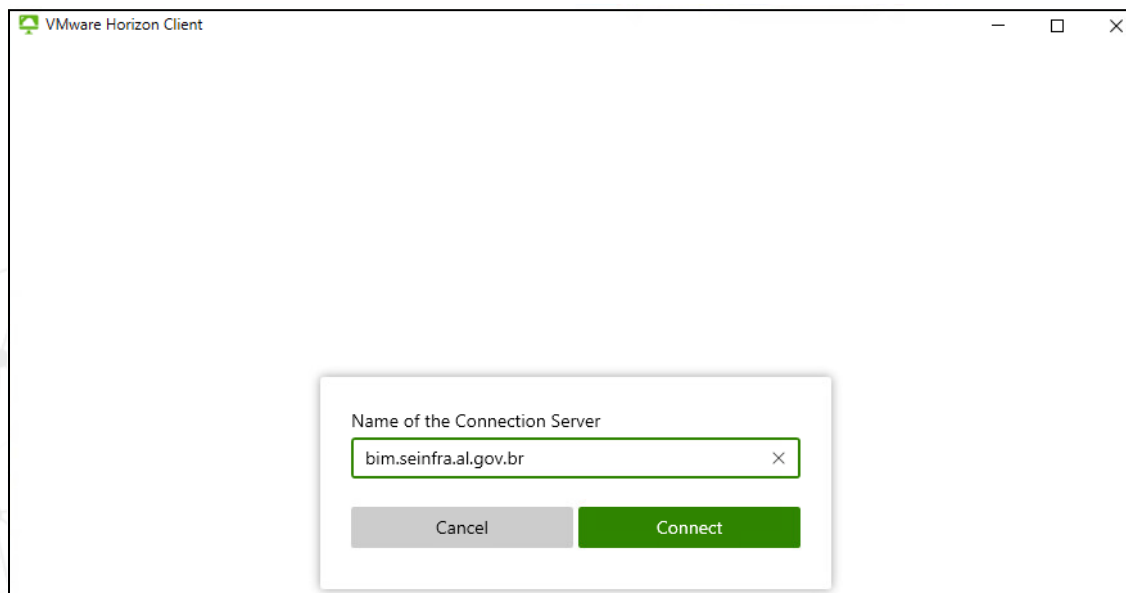 VMware Horizon Client
Name of the Connection Server
bim.seinfra.al.gov.br
Cancel Connect